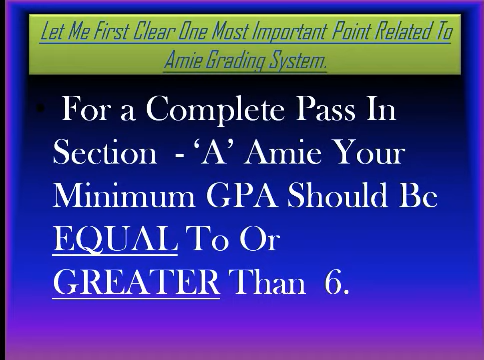 Let Me First Clear One Most Important Point Related To
Amie Grading System.
• For a Complete Pass In
Section - ‘A’ Amie Your
Minimum GPA Should Be
EQUAL To Or
GREATER Than 6.